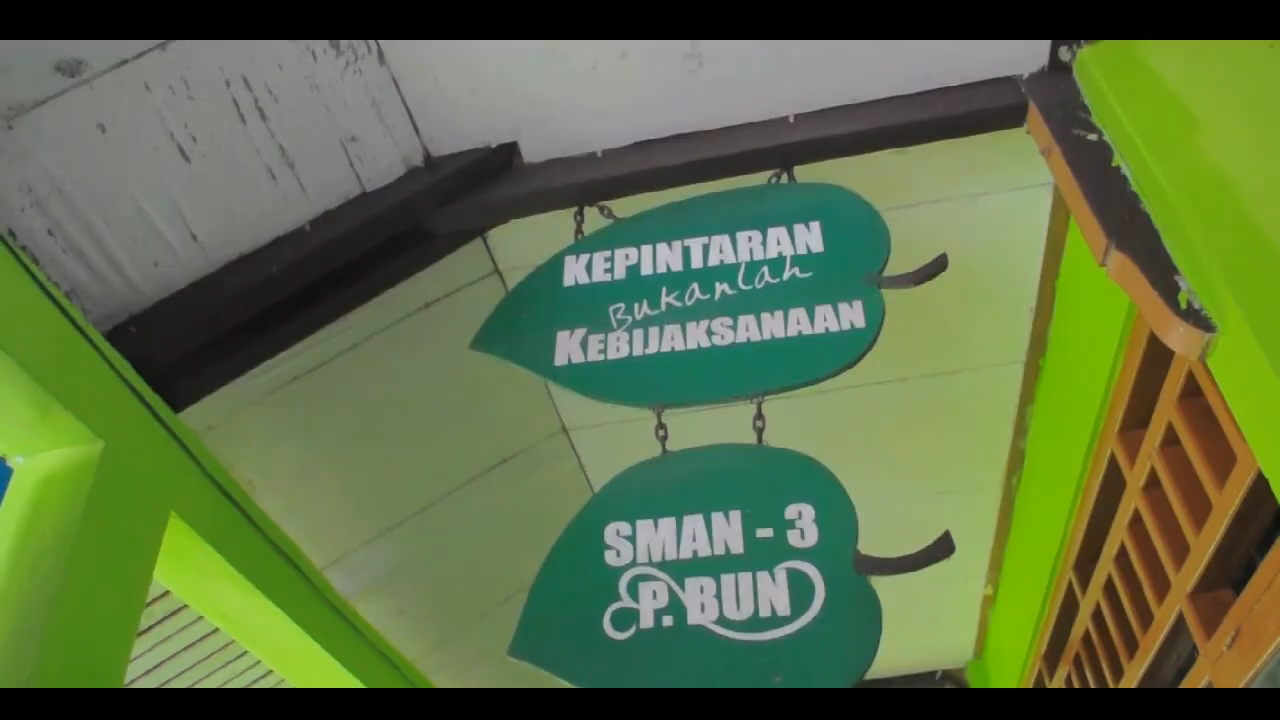 KEPINTARAN
Bukanlah
KEBIJAKSANAAN
SMAN - 3
P. BUN